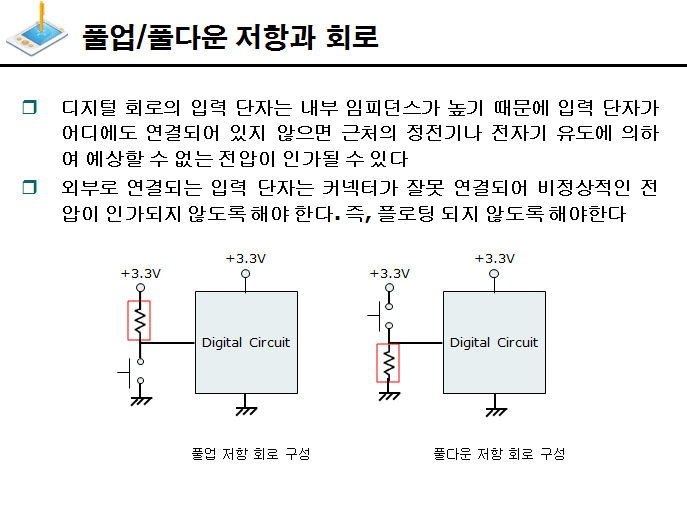 풀업/풀다운 저항과 회로
디지털 회로의 입력 단자는 내부 임피던스가 높기 때문에 입력 단자가
어디에도 연결되어 있지 않으면 근처의 정전기나 전자기 유도에 의하
여 예상할 수 없는 전압이 인가될 수 있다
외부로 연결되는 입력 단자는 커넥터가 잘못 연결되어 비정상적인 전
압이 인가되지 않도록 해야 한다. 즉, 플로팅 되지 않도록 해야한다
+3.3V
+3.3V
Digital Circuit
+3.3V
+3.3V
Digital Circuit
풀업 저항 회로 구성
풀다운 저항 회로 구성